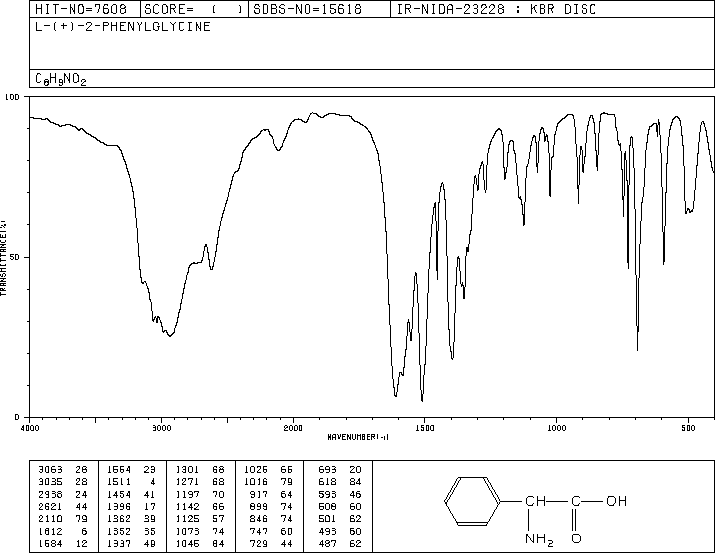 HIT-NO=7608 SCORE= ( ) SDBS-NO=15618 IR-NIDA-23228 : KBR DISC
L-(+)-2-PHENYLGLYCINE
C8H9NO2
100
50
0
TRANSMITTANCE(%)
4000 3000 2000 1500 1000 500
WAVENUMBER(-1)
3063 28 1554 23 1301 68 1026 66 693 20
3035 28 1511 4 1271 68 1016 79 618 84
2938 24 1454 41 1197 70 917 64 593 46
2621 44 1396 17 1142 66 899 74 508 60
2110 79 1362 39 1125 57 846 74 501 62
1612 6 1352 35 1073 74 747 60 493 60
1584 12 1337 49 1045 84 729 44 487 62
CH C OH
NH2 O